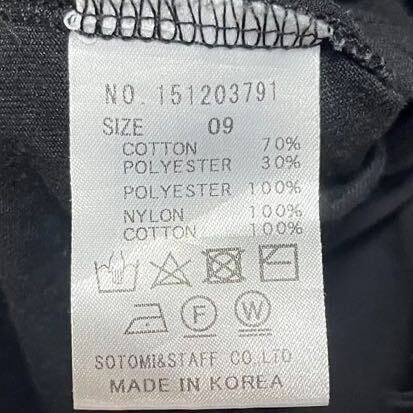 NO. 151203791
SIZE 09
COTTON 70%
POLYESTER 30%
POLYESTER 100%
NYLON 100%
COTTON 100%
F W
SOTOMI&STAFF CO.LTD
MADE IN KOREA